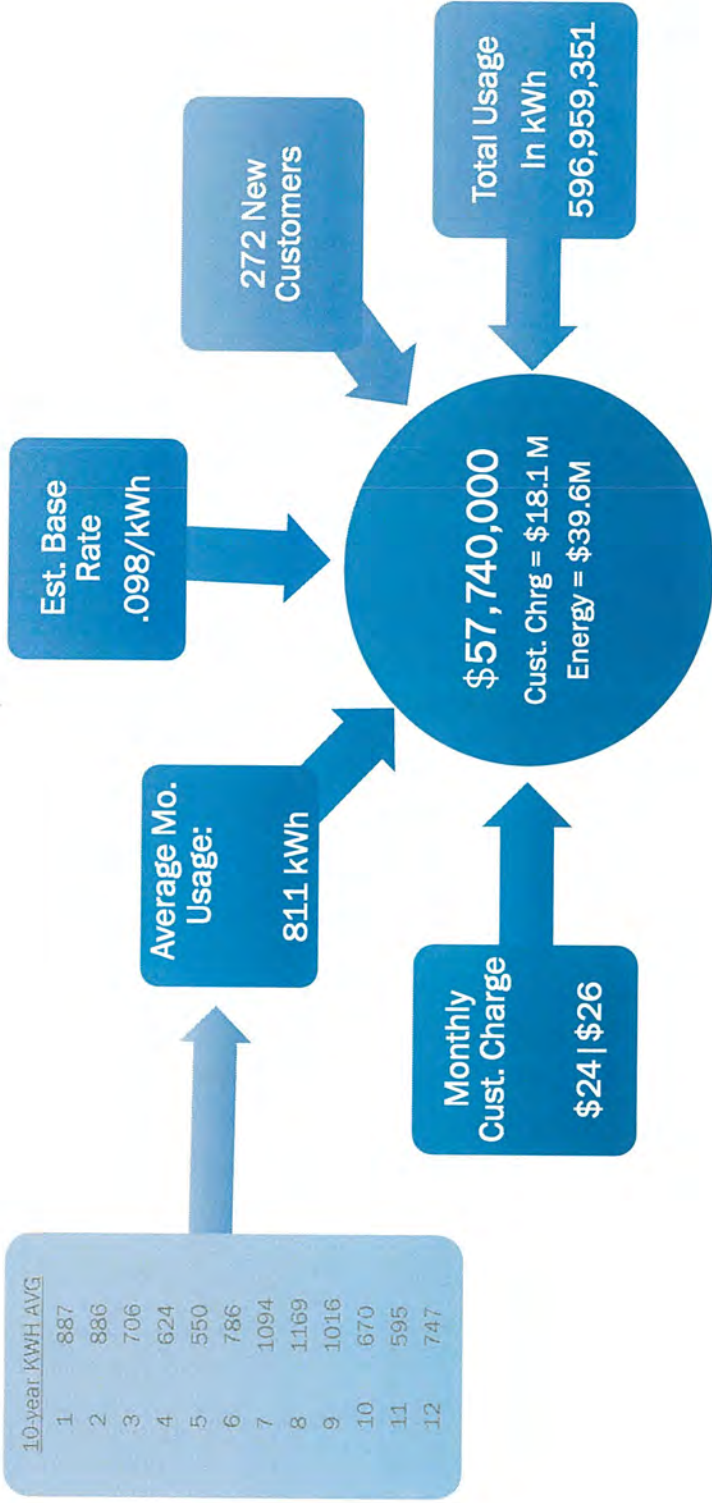 10-year KWH AVG
1 887
2 886
3 706
4 624
5 550
6 786
7 1094
8 1169
9 1016
10 670
11 595
12 747
Average Mo.
Usage:
811 kWh
Est. Base
Rate
.098/kWh
272 New
Customers
Monthly
Cust. Charge
$24|$26
$57,740,000
Cust. Chrg = $18.1 M
Energy = $39.6M
Total Usage
In kWh
596,959,351